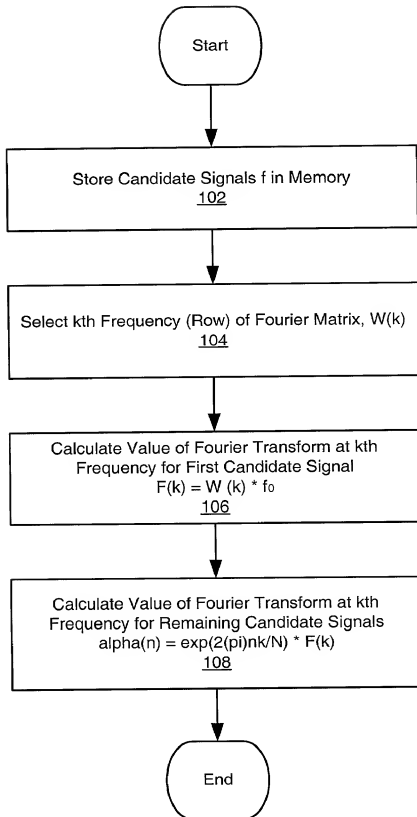 Start
Store Candidate Signals f in Memory
102
Select kth Frequency (Row) of Fourier Matrix, W(k)
104
Calculate Value of Fourier Transform at kth
Frequency for First Candidate Signal
F(k) = W (k) * f0
106
Calculate Value of Fourier Transform at kth
Frequency for Remaining Candidate Signals
alpha(n) = exp(2(pi)nk/N) * F(k)
108
End